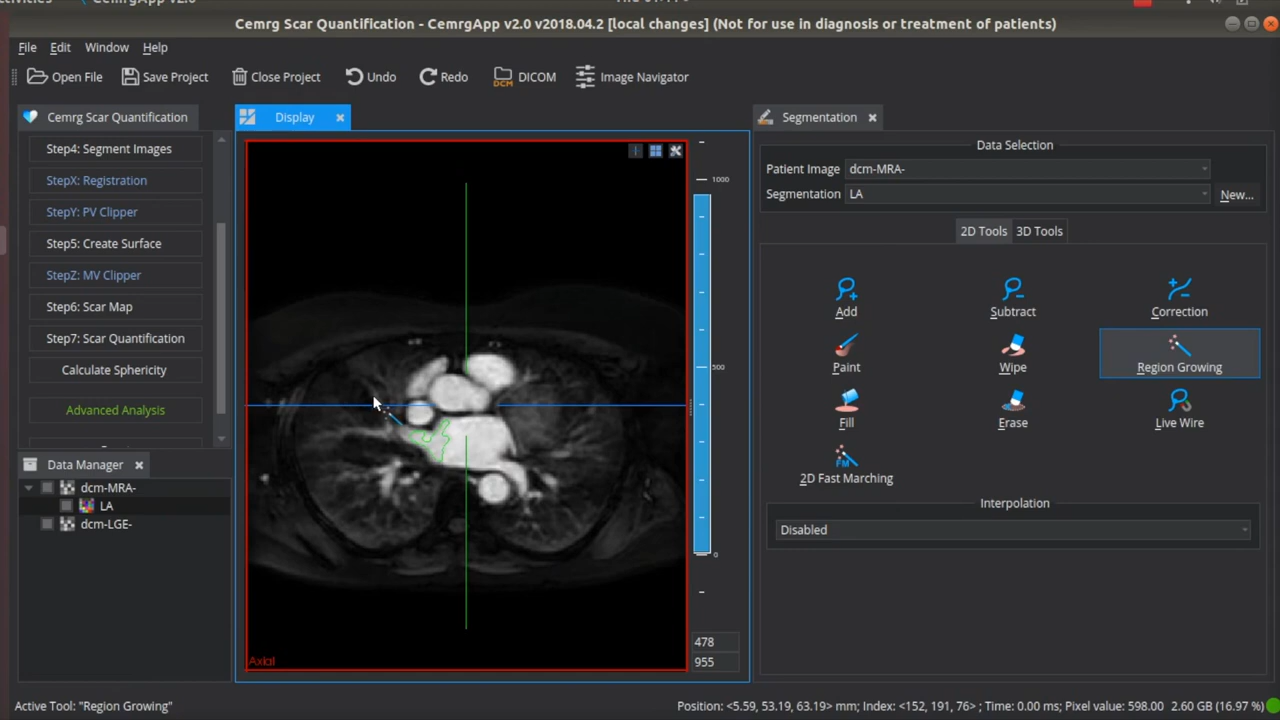 CemrgApp v2.0
Cemrg Scar Quantification - CemrgApp v2.0 v2018.04.2 [local changes] (Not for use in diagnosis or treatment of patients)
File Edit Window Help
Open File Save Project Close Project Undo Redo DICOM Image Navigator
Cemrg Scar Quantification
Display
Segmentation
Step4: Segment Images
StepX: Registration
StepY: PV Clipper
Step5: Create Surface
StepZ: MV Clipper
Step6: Scar Map
Step7: Scar Quantification
Calculate Sphericity
Advanced Analysis
Data Manager
dcm-MRA-
LA
dcm-LGE-
1000
500
0
478
955
Axial
Data Selection
Patient Image dcm-MRA-
Segmentation LA New...
2D Tools 3D Tools
Add Subtract Correction
Paint Wipe Region Growing
Fill Erase Live Wire
FM
2D Fast Marching
Interpolation
Disabled
Active Tool: "Region Growing"
Position: <5.59, 53.19, 63.19> mm; Index: <152, 191, 76> ; Time: 0.00 ms; Pixel value: 598.00 2.60 GB (16.97 %)